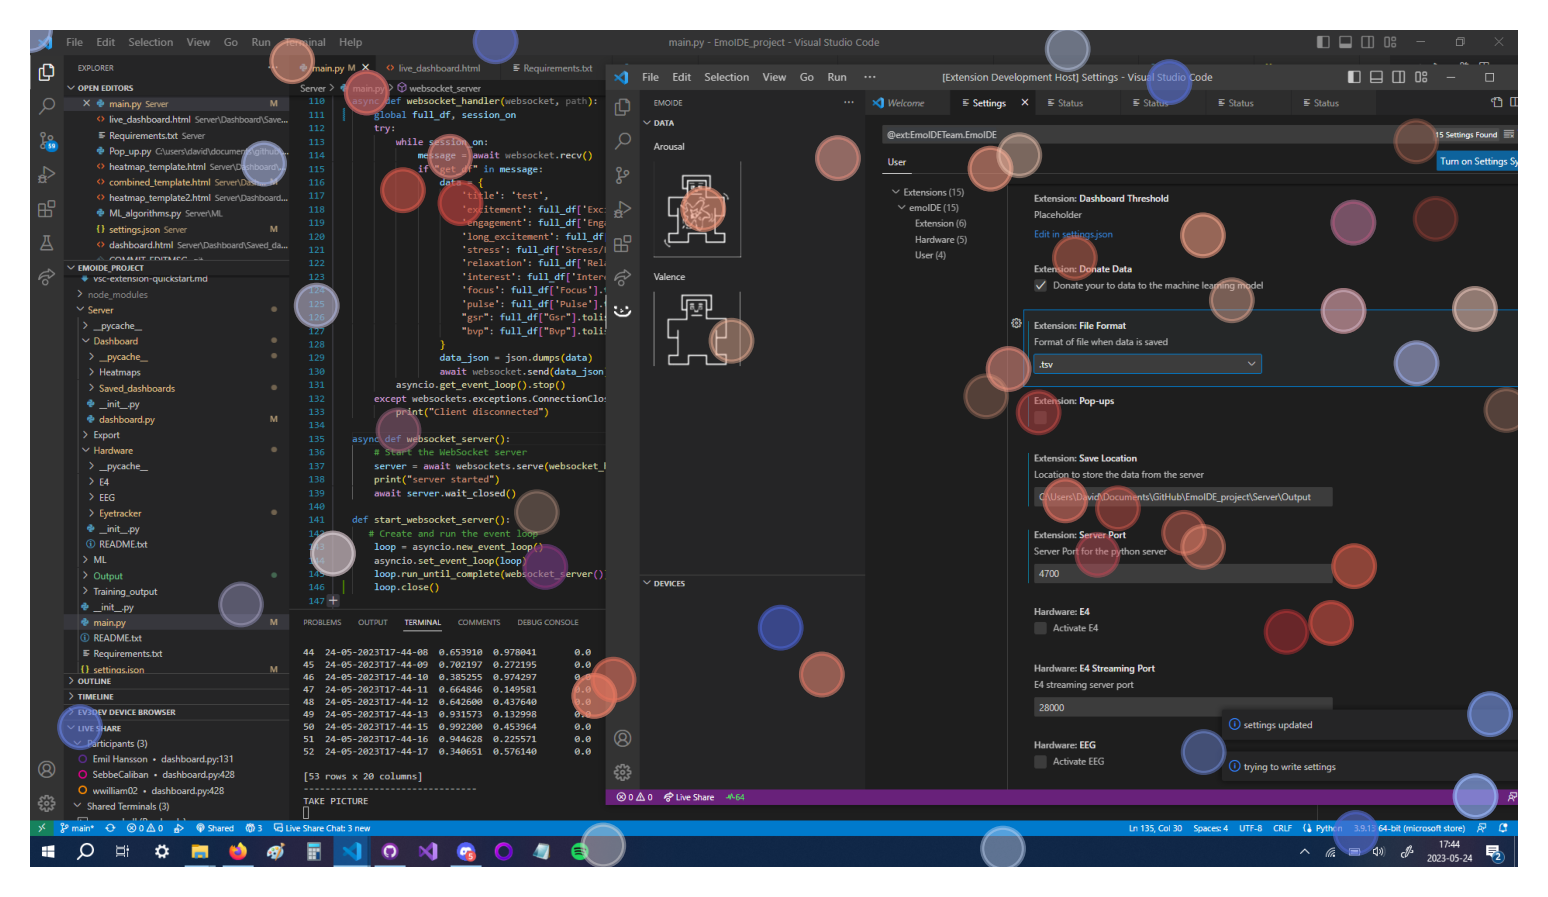 File Edit Selection View Go Run Terminal Help
main.py - EmoIDE_project - Visual Studio Code
EXPLORER
OPEN EDITORS
main.py Server M
live_dashboard.html Server\Dashboard\Save...
Requirements.txt Server
Pop_up.py C:\users\david\documents\github\...
heatmap_template.html Server\Dashboard\...
combined_template.html Server\Dash... M
heatmap_template2.html Server\Dashboard...
ML_algorithms.py Server\ML
settings.json Server M
dashboard.html Server\Dashboard\Saved_da...
EMOIDE_PROJECT
vsc-extension-quickstart.md
node_modules
Server
__pycache__
Dashboard
__pycache__
Heatmaps
Saved_dashboards
__init__.py
dashboard.py M
Export
Hardware
__pycache__
E4
EEG
Eyetracker
__init__.py
README.txt
ML
Output
Training_output
__init__.py
main.py M
README.txt
Requirements.txt
settings.json M
OUTLINE
TIMELINE
EV3DEV DEVICE BROWSER
LIVE SHARE
Participants (3)
Emil Hansson • dashboard.py:131
SebbeCaliban • dashboard.py:428
wwilliam02 • dashboard.py:428
Shared Terminals (3)
main.py M live_dashboard.html Requirements.txt
Server > main.py > websocket_server
110 async def websocket_handler(websocket, path):
111 global full_df, session_on
112 try:
113 while session_on:
114 message = await websocket.recv()
115 if "get_df" in message:
116 data = {
117 'title': 'test',
118 'excitement': full_df['Exci
119 'engagement': full_df['Enga
120 'long_excitement': full_df
121 'stress': full_df['Stress/
122 'relaxation': full_df['Rela
123 'interest': full_df['Inter
124 'focus': full_df['Focus'].
125 'pulse': full_df['Pulse'].
126 "gsr": full_df["Gsr"].tolis
127 "bvp": full_df["Bvp"].toli
128 }
129 data_json = json.dumps(data)
130 await websocket.send(data_json
131 asyncio.get_event_loop().stop()
132 except websockets.exceptions.ConnectionClos
133 print("Client disconnected")
134
135 async def websocket_server():
136 # Start the WebSocket server
137 server = await websockets.serve(websocket_h
138 print("server started")
139 await server.wait_closed()
140
141 def start_websocket_server():
142 # Create and run the event loop
143 loop = asyncio.new_event_loop()
144 asyncio.set_event_loop(loop)
145 loop.run_until_complete(websocket_server())
146 loop.close()
147
PROBLEMS OUTPUT TERMINAL COMMENTS DEBUG CONSOLE
44 24-05-2023T17-44-08 0.653910 0.978041 0.0
45 24-05-2023T17-44-09 0.702197 0.272195 0.0
46 24-05-2023T17-44-10 0.385255 0.974297 0.0
47 24-05-2023T17-44-11 0.664846 0.149581 0.0
48 24-05-2023T17-44-12 0.642600 0.437640 0.0
49 24-05-2023T17-44-13 0.931573 0.132998 0.0
50 24-05-2023T17-44-15 0.992200 0.453964 0.0
51 24-05-2023T17-44-16 0.944628 0.225571 0.0
52 24-05-2023T17-44-17 0.340651 0.576140 0.0
[53 rows x 20 columns]
--------------------------------
TAKE PICTURE
File Edit Selection View Go Run ...
[Extension Development Host] Settings - Visual Studio Code
EMOIDE
DATA
Arousal
Valence
DEVICES
Welcome Settings Status Status Status Status
@ext:EmoIDETeam.EmoIDE
15 Settings Found
User
Turn on Settings Sy
Extensions (15)
emoIDE (15)
Extension (6)
Hardware (5)
User (4)
Extension: Dashboard Threshold
Placeholder
Edit in settings.json
Extension: Donate Data
Donate your to data to the machine learning model
Extension: File Format
Format of file when data is saved
.tsv
Extension: Pop-ups
Extension: Save Location
Location to store the data from the server
C:\Users\David\Documents\GitHub\EmoIDE_project\Server\Output
Extension: Server Port
Server Port for the python server
4700
Hardware: E4
Activate E4
Hardware: E4 Streaming Port
E4 streaming server port
28000
Hardware: EEG
Activate EEG
settings updated
trying to write settings
0 0 Live Share 64
main* 0 0 Shared 3 Live Share Chat: 3 new
Ln 135, Col 30 Spaces: 4 UTF-8 CRLF Python 3.9.13 64-bit (microsoft store)
17:44
2023-05-24